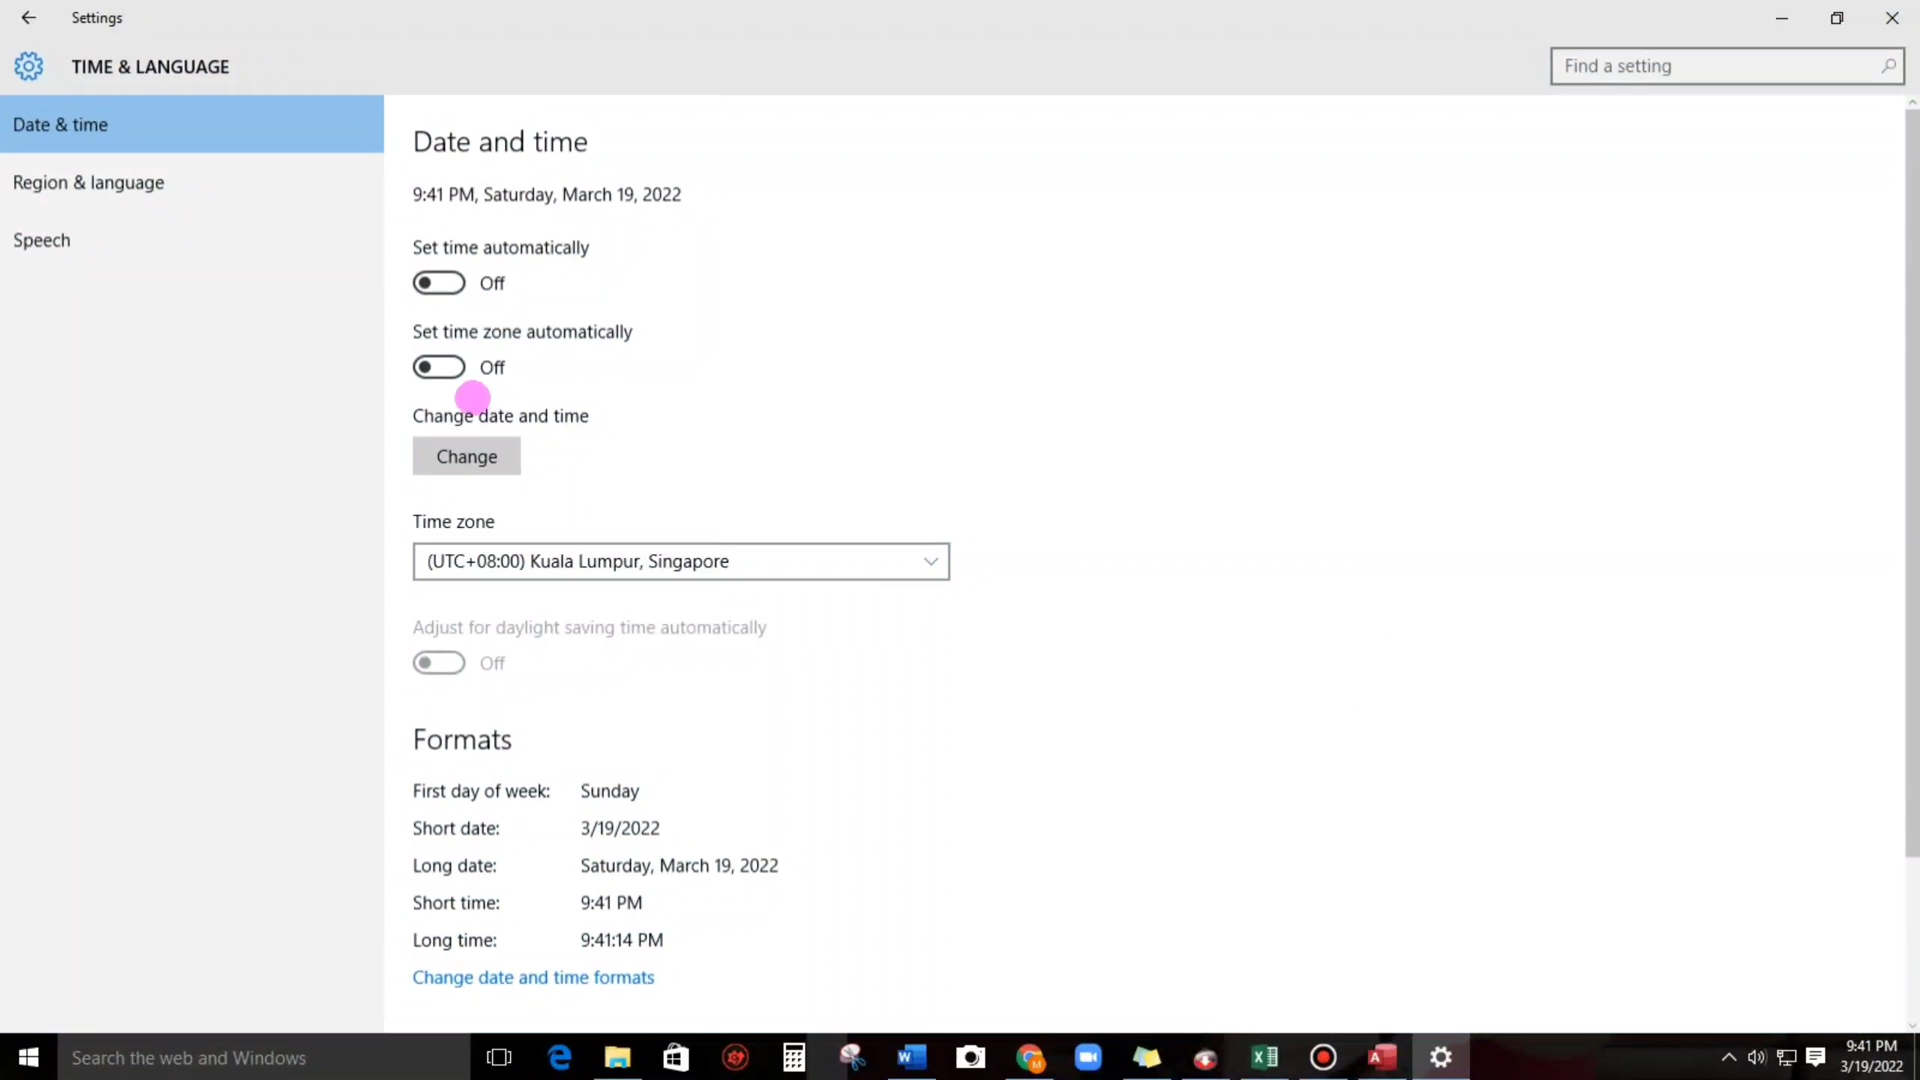 Settings
TIME & LANGUAGE
Find a setting
Date & time
Region & language
Speech
Date and time
9:41 PM, Saturday, March 19, 2022
Set time automatically
Off
Set time zone automatically
Off
Change date and time
Change
Time zone
(UTC+08:00) Kuala Lumpur, Singapore
Adjust for daylight saving time automatically
Off
Formats
First day of week: Sunday
Short date: 3/19/2022
Long date: Saturday, March 19, 2022
Short time: 9:41 PM
Long time: 9:41:14 PM
Change date and time formats
Search the web and Windows
9:41 PM
3/19/2022